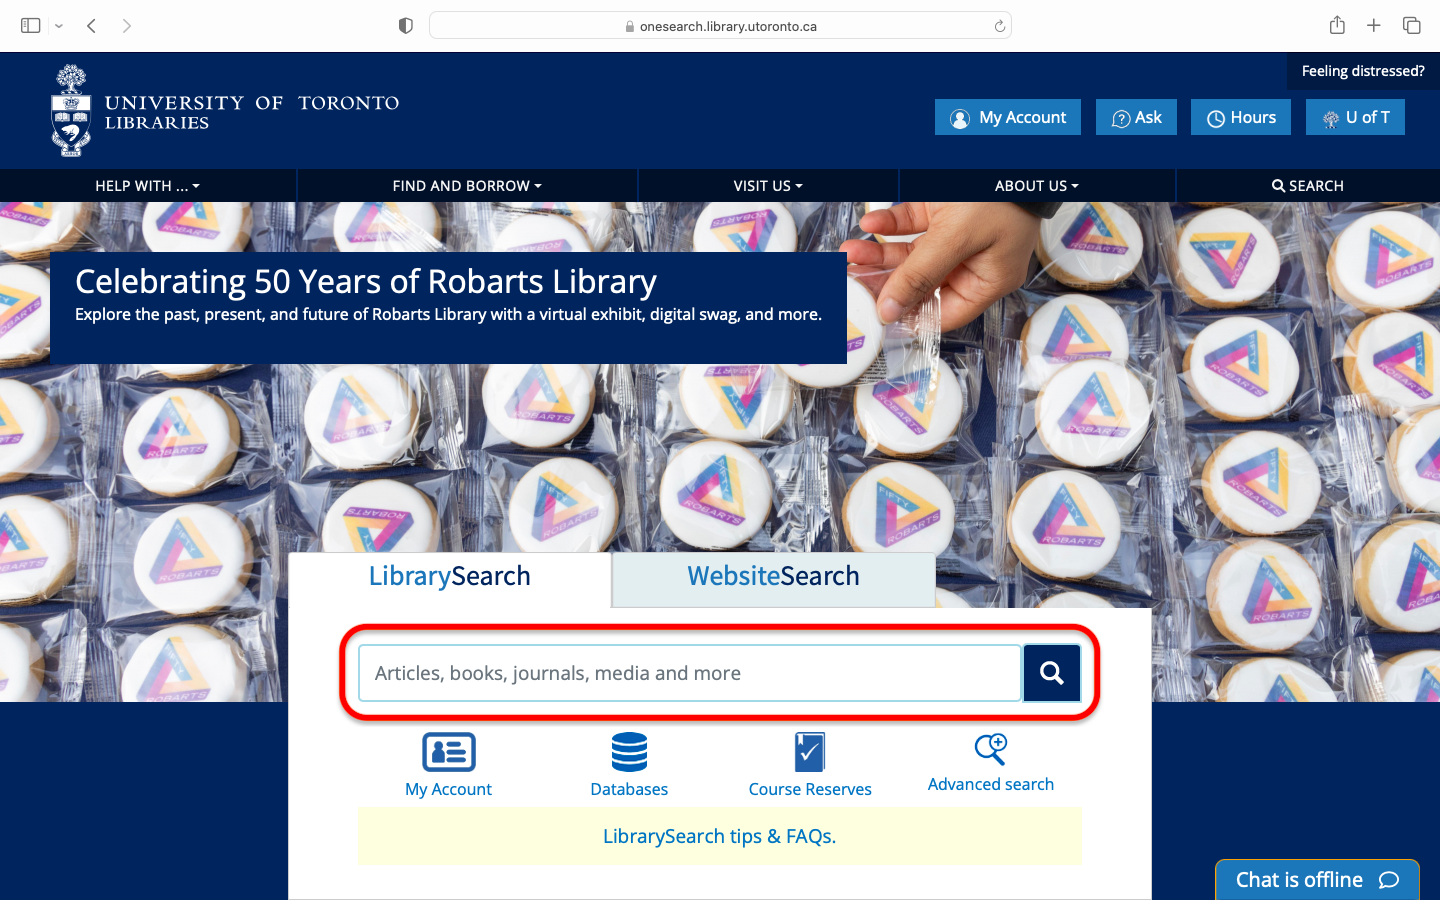 onesearch.library.utoronto.ca
Feeling distressed?
UNIVERSITY OF TORONTO
LIBRARIES
My Account
Ask
Hours
U of T
HELP WITH ...
FIND AND BORROW
VISIT US
ABOUT US
SEARCH
Celebrating 50 Years of Robarts Library
Explore the past, present, and future of Robarts Library with a virtual exhibit, digital swag, and more.
FIFTY
ROBARTS
LibrarySearch
WebsiteSearch
Articles, books, journals, media and more
My Account
Databases
Course Reserves
Advanced search
LibrarySearch tips & FAQs.
Chat is offline